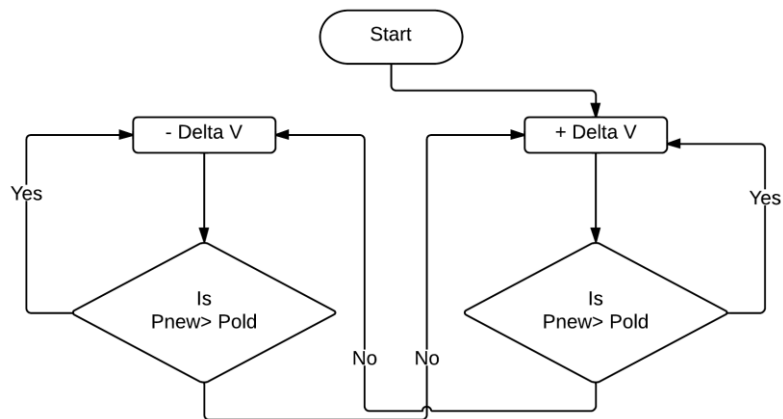 Start
- Delta V
+ Delta V
Yes
Yes
Is
Pnew> Pold
Is
Pnew> Pold
No
No